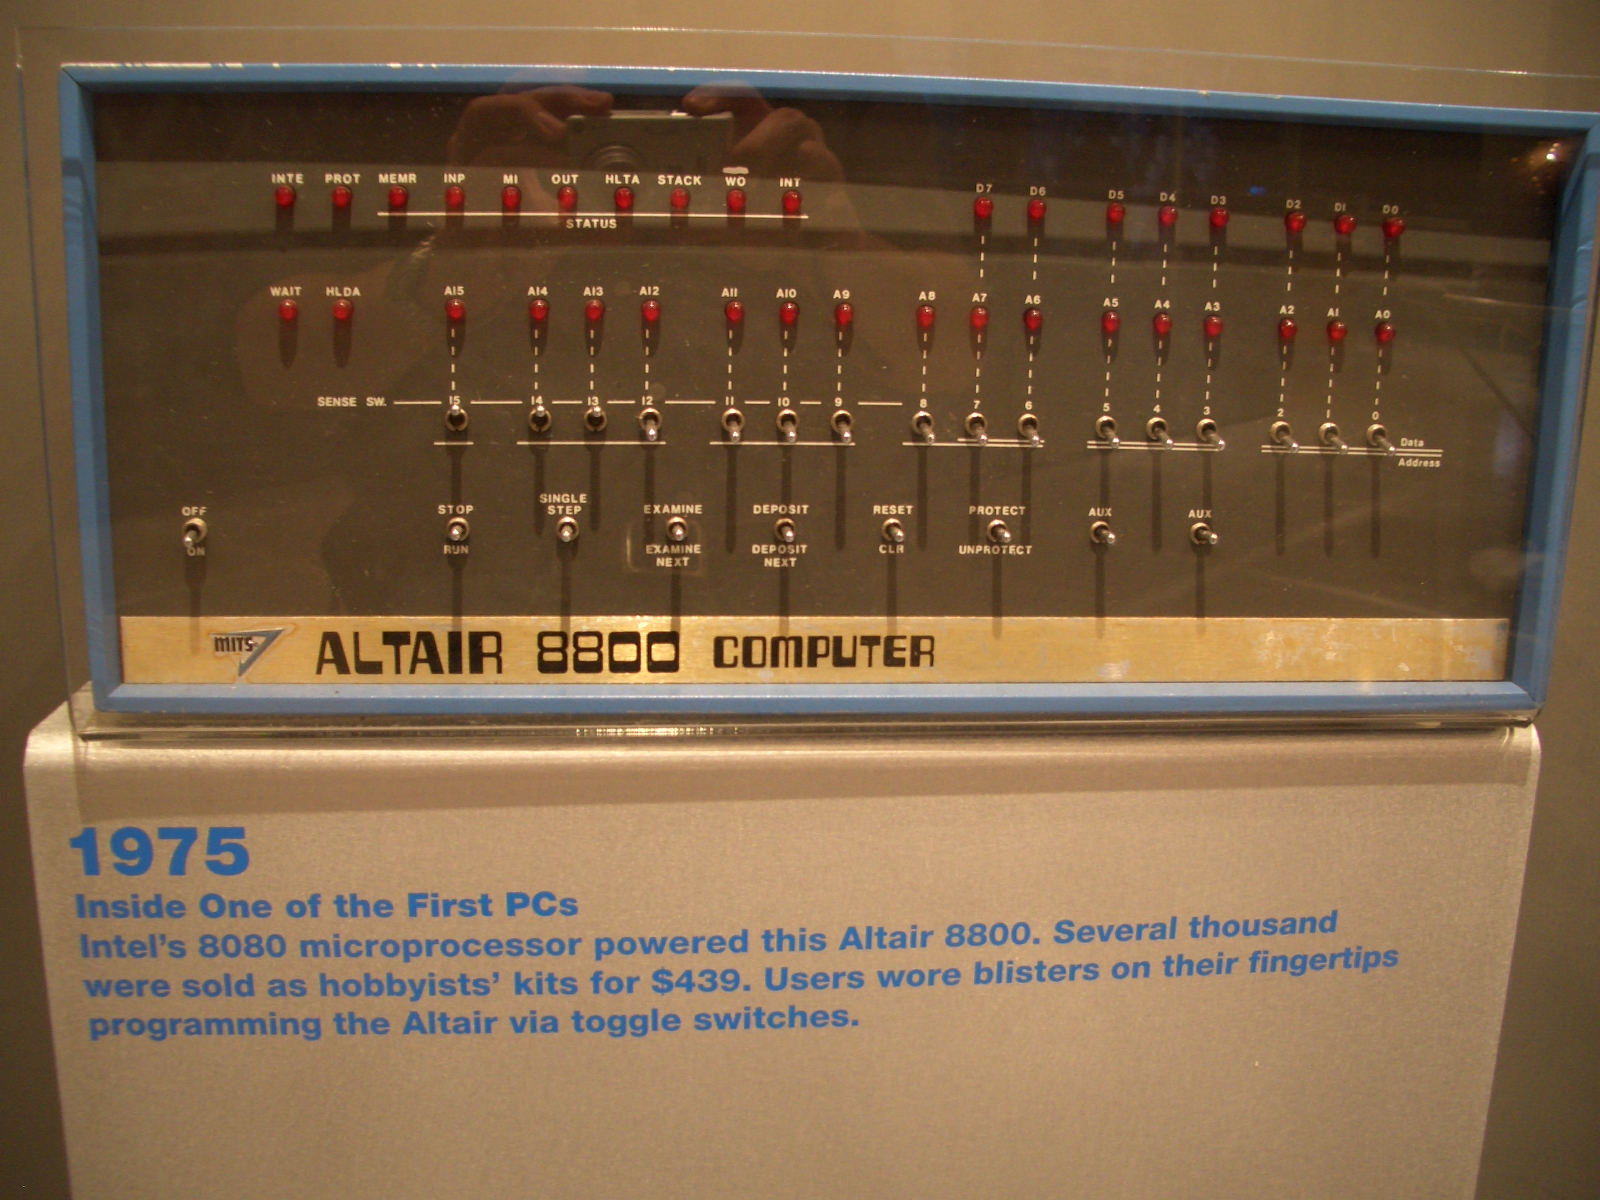 INTE PROT MEMR INP MI OUT HLTA STACK WO INT D7 D6 D5 D4 D3 D2 D1 D0
STATUS
WAIT HLDA A15 A14 A13 A12 A11 A10 A9 A8 A7 A6 A5 A4 A3 A2 A1 A0
SENSE SW. 15 14 13 12 11 10 9 8 7 6 5 4 3 2 0
Data
Address
OFF STOP SINGLE STEP EXAMINE DEPOSIT RESET PROTECT AUX AUX
ON RUN EXAMINE NEXT DEPOSIT NEXT CLR UNPROTECT
MITS ALTAIR 8800 COMPUTER
1975
Inside One of the First PCs
Intel's 8080 microprocessor powered this Altair 8800. Several thousand
were sold as hobbyists' kits for $439. Users wore blisters on their fingertips
programming the Altair via toggle switches.